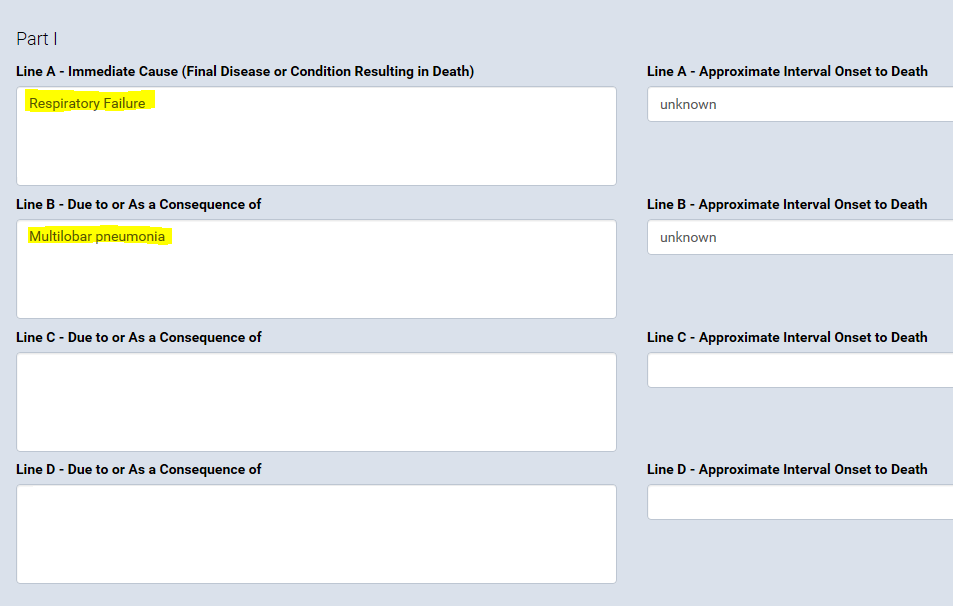 Part I
Line A - Immediate Cause (Final Disease or Condition Resulting in Death)
Line A - Approximate Interval Onset to Death
Respiratory Failure
unknown
Line B - Due to or As a Consequence of
Line B - Approximate Interval Onset to Death
Multilobar pneumonia
unknown
Line C - Due to or As a Consequence of
Line C - Approximate Interval Onset to Death
Line D - Due to or As a Consequence of
Line D - Approximate Interval Onset to Death